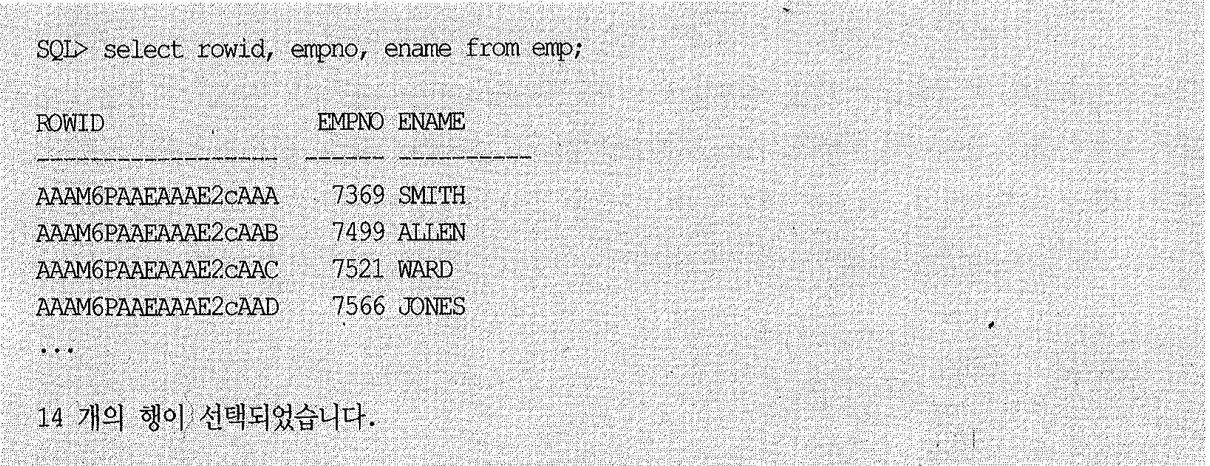 SQL> select rowid, empno, ename from emp;
ROWID EMPNO ENAME
------------------ ------ ----------
AAAM6PAAEAAAE2cAAA 7369 SMITH
AAAM6PAAEAAAE2cAAB 7499 ALLEN
AAAM6PAAEAAAE2cAAC 7521 WARD
AAAM6PAAEAAAE2cAAD 7566 JONES
...
14 개의 행이 선택되었습니다.